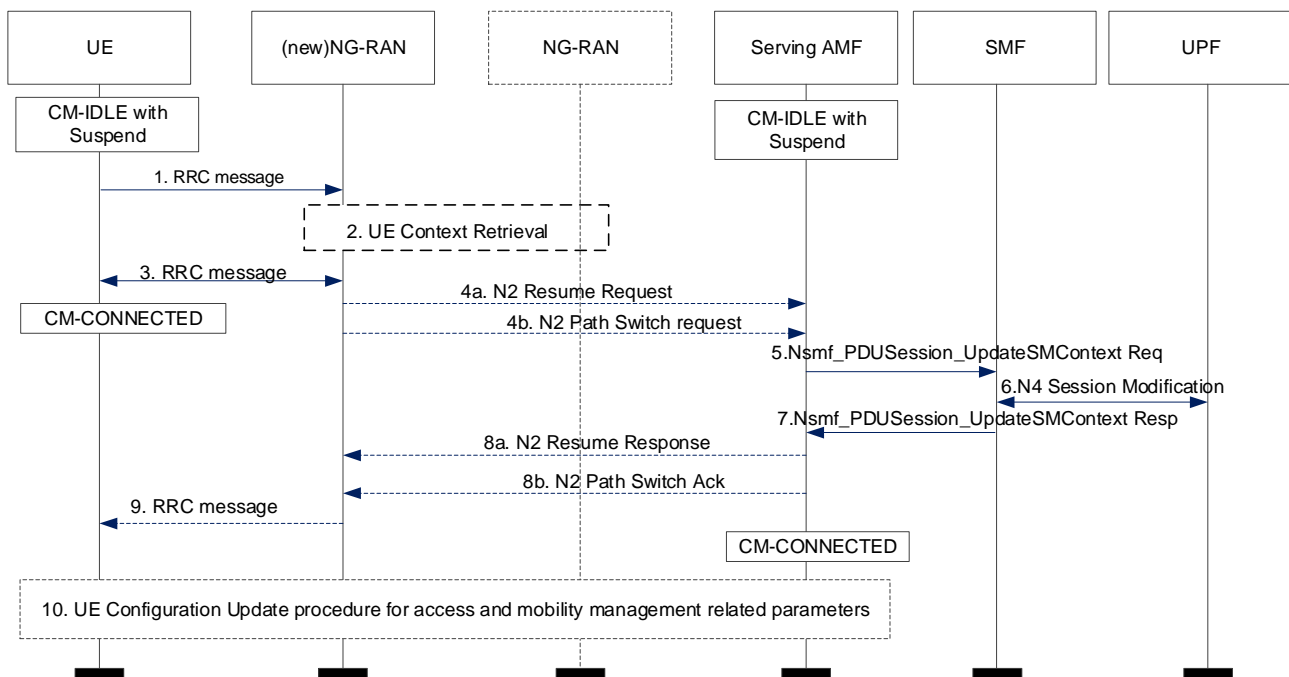 UE
(new)NG-RAN
NG-RAN
Serving AMF
SMF
UPF
CM-IDLE with
Suspend
CM-IDLE with
Suspend
1. RRC message
2. UE Context Retrieval
3. RRC message
4a. N2 Resume Request
CM-CONNECTED
4b. N2 Path Switch request
5.Nsmf_PDUSession_UpdateSMContext Req
6.N4 Session Modification
7.Nsmf_PDUSession_UpdateSMContext Resp
8a. N2 Resume Response
8b. N2 Path Switch Ack
9. RRC message
CM-CONNECTED
10. UE Configuration Update procedure for access and mobility management related parameters